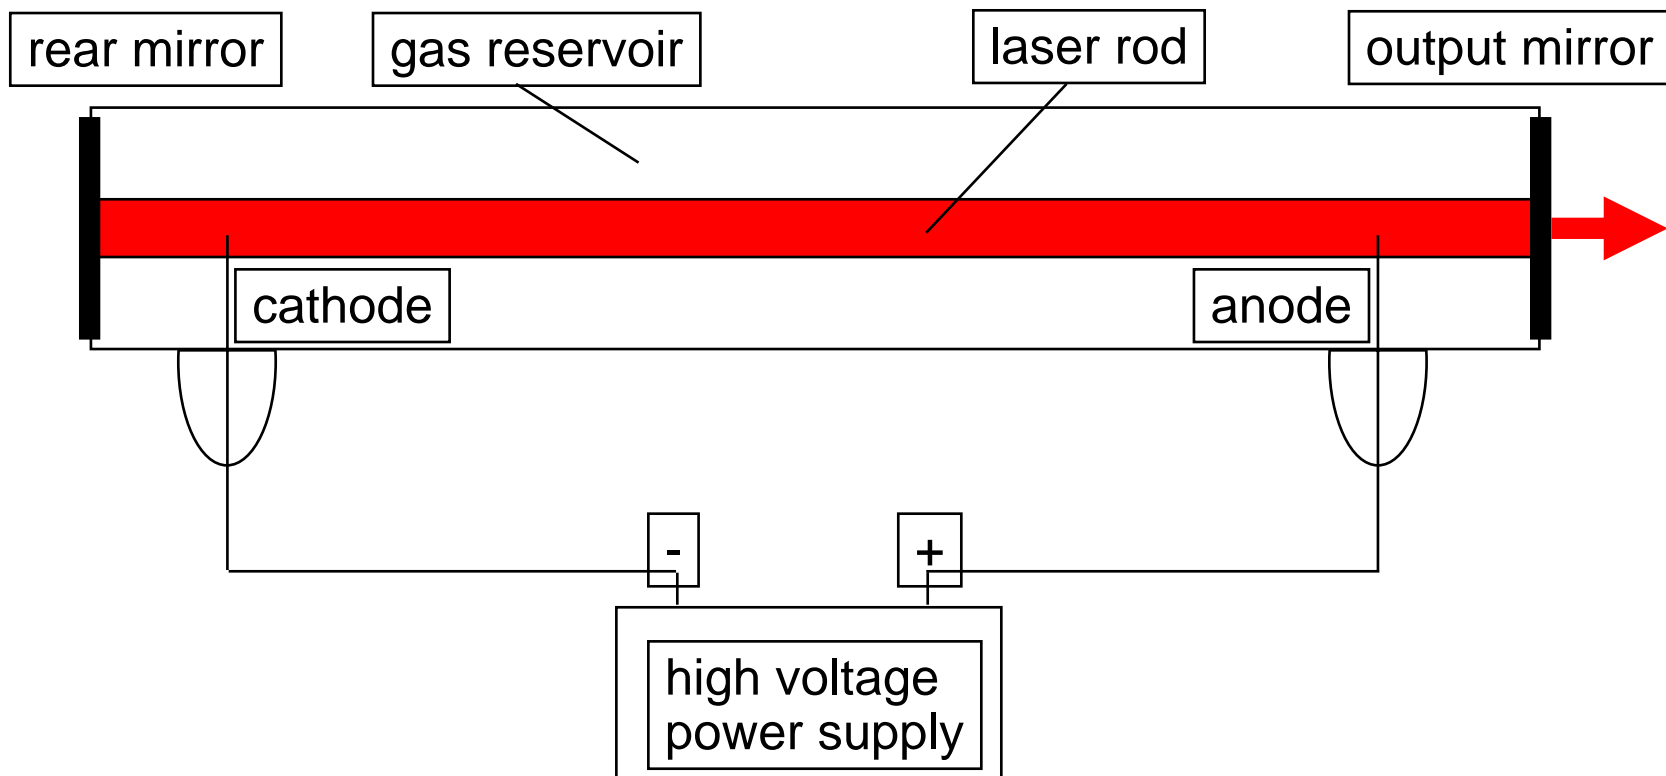 rear mirror
gas reservoir
laser rod
output mirror
cathode
anode
-
+
high voltage
power supply